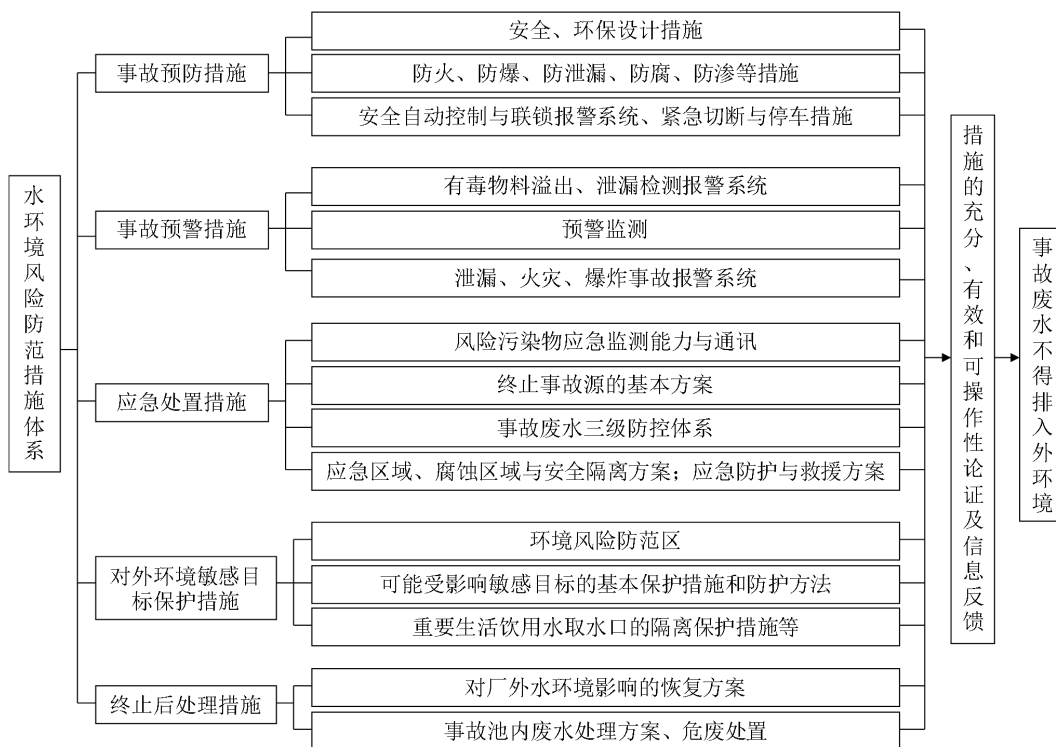 水环境风险防范措施体系
事故预防措施
安全、环保设计措施
防火、防爆、防泄漏、防腐、防渗等措施
安全自动控制与联锁报警系统、紧急切断与停车措施
事故预警措施
有毒物料溢出、泄漏检测报警系统
预警监测
泄漏、火灾、爆炸事故报警系统
应急处置措施
风险污染物应急监测能力与通讯
终止事故源的基本方案
事故废水三级防控体系
应急区域、腐蚀区域与安全隔离方案；应急防护与救援方案
对外环境敏感目
标保护措施
环境风险防范区
可能受影响敏感目标的基本保护措施和防护方法
重要生活饮用水取水口的隔离保护措施等
终止后处理措施
对厂外水环境影响的恢复方案
事故池内废水处理方案、危废处置
措施的充分、有效和可操作性论证及信息反馈
事故废水不得排入外环境